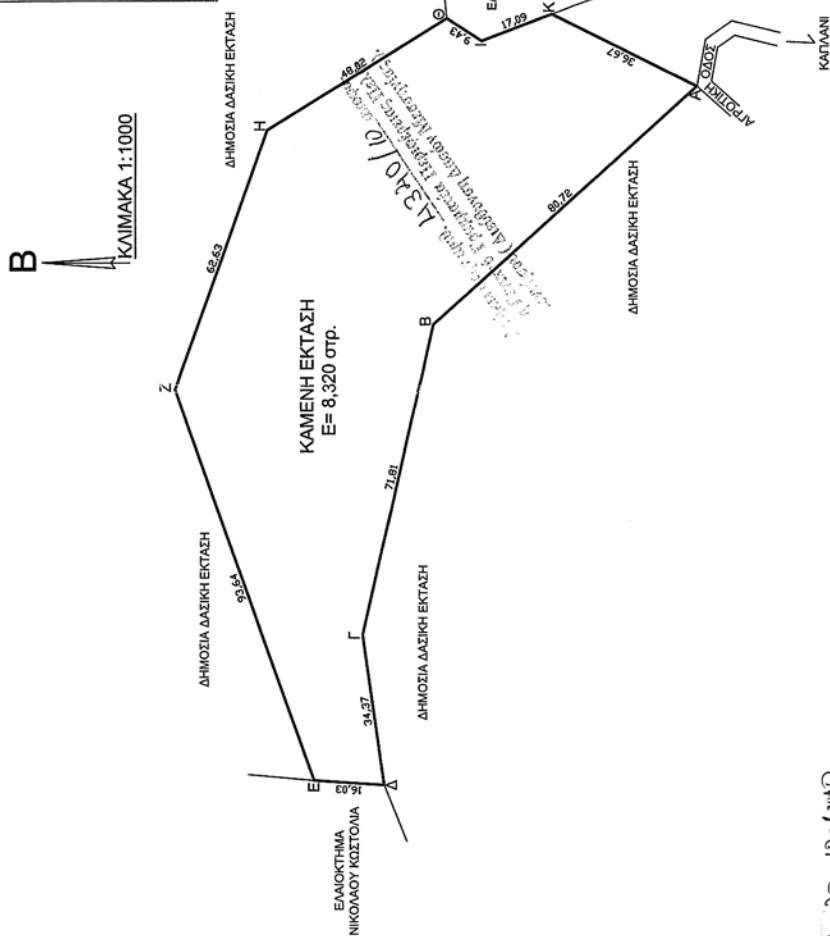 Β
ΚΛΙΜΑΚΑ 1:1000
ΔΗΜΟΣΙΑ ΔΑΣΙΚΗ ΕΚΤΑΣΗ
Θ
9,43
Ι
17,09
Κ
36,67
Α
ΑΓΡΟΤΙΚΗ ΟΔΟΣ
ΚΑΠΛΑΝΙ
48,82
Η
62,63
Ζ
ΔΗΜΟΣΙΑ ΔΑΣΙΚΗ ΕΚΤΑΣΗ
93,64
ΚΑΜΕΝΗ ΕΚΤΑΣΗ
Ε= 8,320 στρ.
Β
80,72
ΔΗΜΟΣΙΑ ΔΑΣΙΚΗ ΕΚΤΑΣΗ
71,81
Γ
34,37
ΔΗΜΟΣΙΑ ΔΑΣΙΚΗ ΕΚΤΑΣΗ
Ε
16,03
Δ
ΕΛΑΙΟΚΤΗΜΑ
ΝΙΚΟΛΑΟΥ ΚΩΣΤΟΛΙΑ